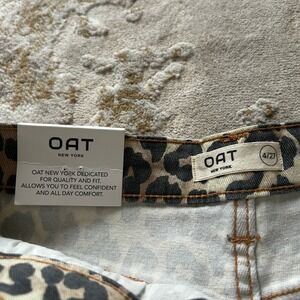 OAT
NEW YORK
OAT NEW YORK DEDICATED
FOR QUALITY AND FIT.
ALLOWS YOU TO FEEL CONFIDENT
AND ALL DAY COMFORT.
OAT
NEW YORK
4/27